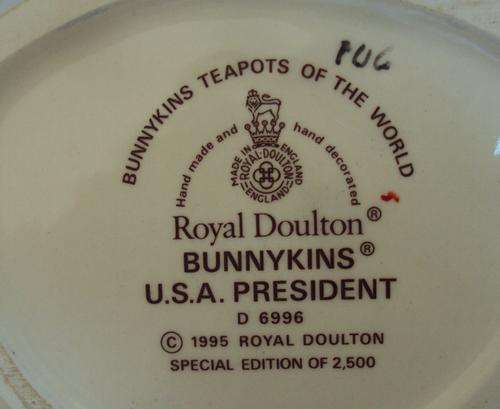 PUG
BUNNYKINS TEAPOTS OF THE WORLD
Hand made and hand decorated
MADE IN ENGLAND
ROYAL·DOULTON
ENGLAND
Royal Doulton®
BUNNYKINS®
U.S.A. PRESIDENT
D 6996
© 1995 ROYAL DOULTON
SPECIAL EDITION OF 2,500